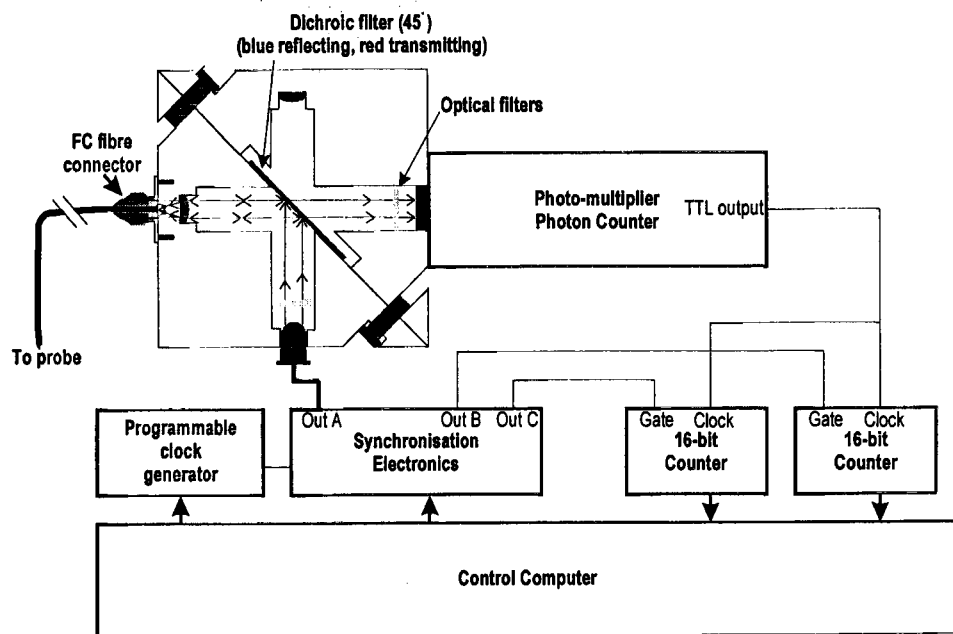 Dichroic filter (45°)
(blue reflecting, red transmitting)
Optical filters
FC fibre
connector
Photo-multiplier
Photon Counter
TTL output
To probe
Out A
Out B
Out C
Synchronisation
Electronics
Programmable
clock
generator
Gate
Clock
16-bit
Counter
Gate
Clock
16-bit
Counter
Control Computer